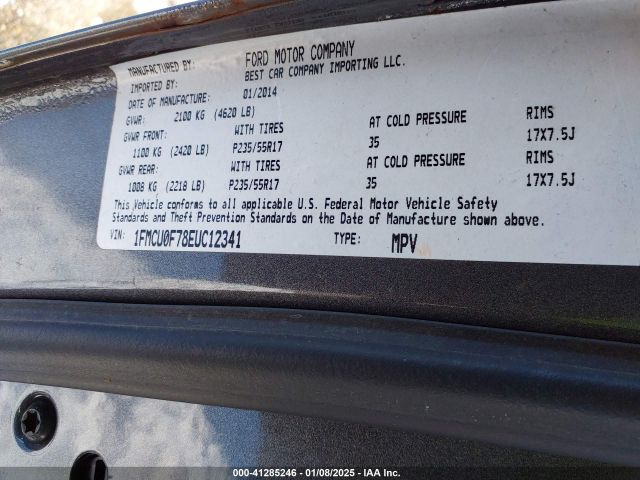 MANUFACTURED BY: FORD MOTOR COMPANY
IMPORTED BY: BEST CAR COMPANY IMPORTING LLC.
DATE OF MANUFACTURE: 01/2014
GVWR: 2100 KG (4620 LB)
GVWR FRONT: WITH TIRES AT COLD PRESSURE RIMS
1100 KG (2420 LB) P235/55R17 35 17X7.5J
GVWR REAR: WITH TIRES AT COLD PRESSURE RIMS
1008 KG (2218 LB) P235/55R17 35 17X7.5J
This Vehicle conforms to all applicable U.S. Federal Motor Vehicle Safety
Standards and Theft Prevention Standards on the Date of Manufacture shown above.
VIN: 1FMCU0F78EUC12341 TYPE: MPV
000-41285246 - 01/08/2025 - IAA Inc.